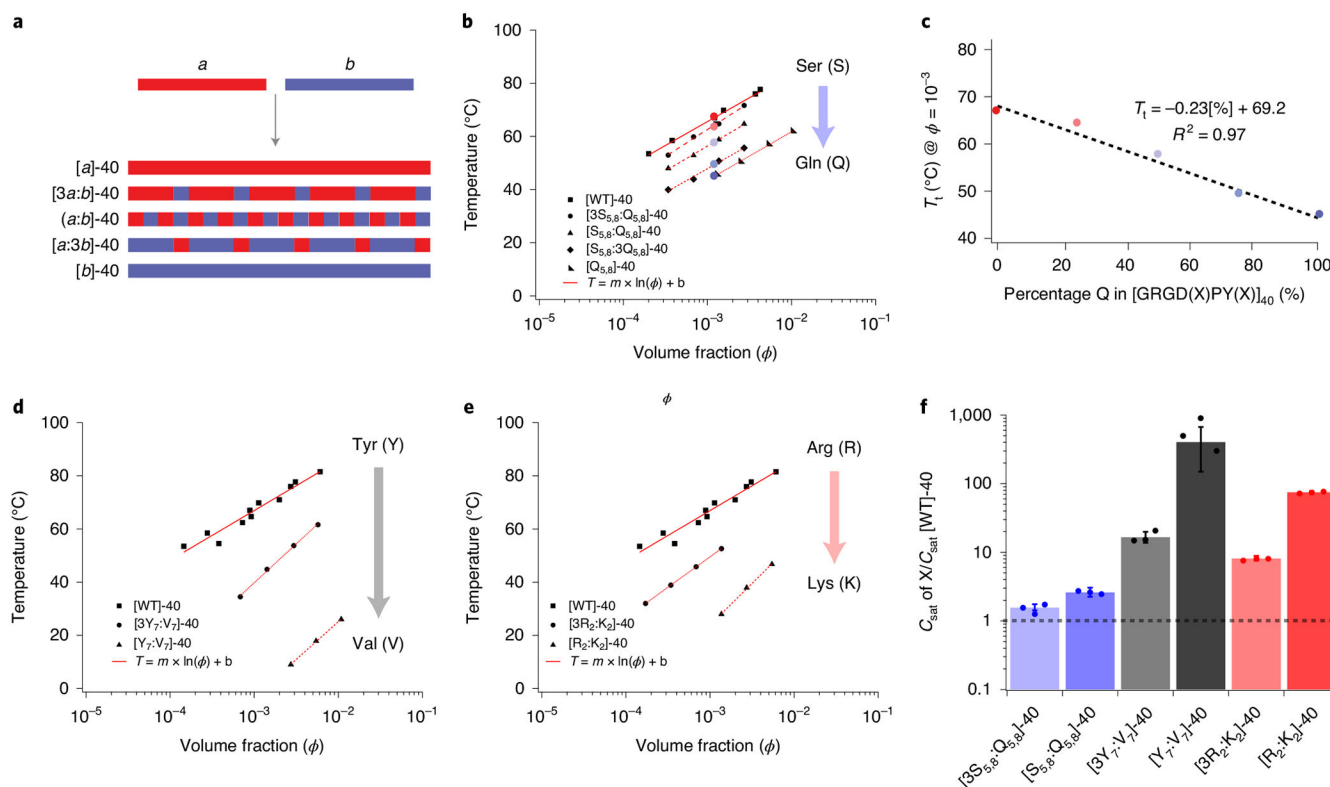 a
a
b
[a]-40
[3a:b]-40
(a:b]-40
[a:3b]-40
[b]-40
b
Temperature (°C)
100
80
60
40
20
0
10⁻⁵
10⁻⁴
10⁻³
10⁻²
10⁻¹
Volume fraction (ϕ)
Ser (S)
Gln (Q)
[WT]-40
[3S₅,₈:Q₅,₈]-40
[S₅,₈:Q₅,₈]-40
[S₅,₈:3Q₅,₈]-40
[Q₅,₈]-40
T = m × ln(ϕ) + b
c
Tₜ (°C) @ ϕ = 10⁻³
80
70
60
50
40
0
20
40
60
80
100
Percentage Q in [GRGD(X)PY(X)]₄₀ (%)
Tₜ = −0.23[%] + 69.2
R² = 0.97
d
Temperature (°C)
100
80
60
40
20
0
10⁻⁵
10⁻⁴
10⁻³
10⁻²
10⁻¹
Volume fraction (ϕ)
Tyr (Y)
Val (V)
[WT]-40
[3Y₇:V₇]-40
[Y₇:V₇]-40
T = m × ln(ϕ) + b
e
ϕ
Temperature (°C)
100
80
60
40
20
0
10⁻⁵
10⁻⁴
10⁻³
10⁻²
10⁻¹
Volume fraction (ϕ)
Arg (R)
Lys (K)
[WT]-40
[3R₂:K₂]-40
[R₂:K₂]-40
T = m × ln(ϕ) + b
f
C_sat of X/C_sat [WT]-40
1,000
100
10
1
0.1
[3S₅,₈:Q₅,₈]-40
[S₅,₈:Q₅,₈]-40
[3Y₇:V₇]-40
[Y₇:V₇]-40
[3R₂:K₂]-40
[R₂:K₂]-40